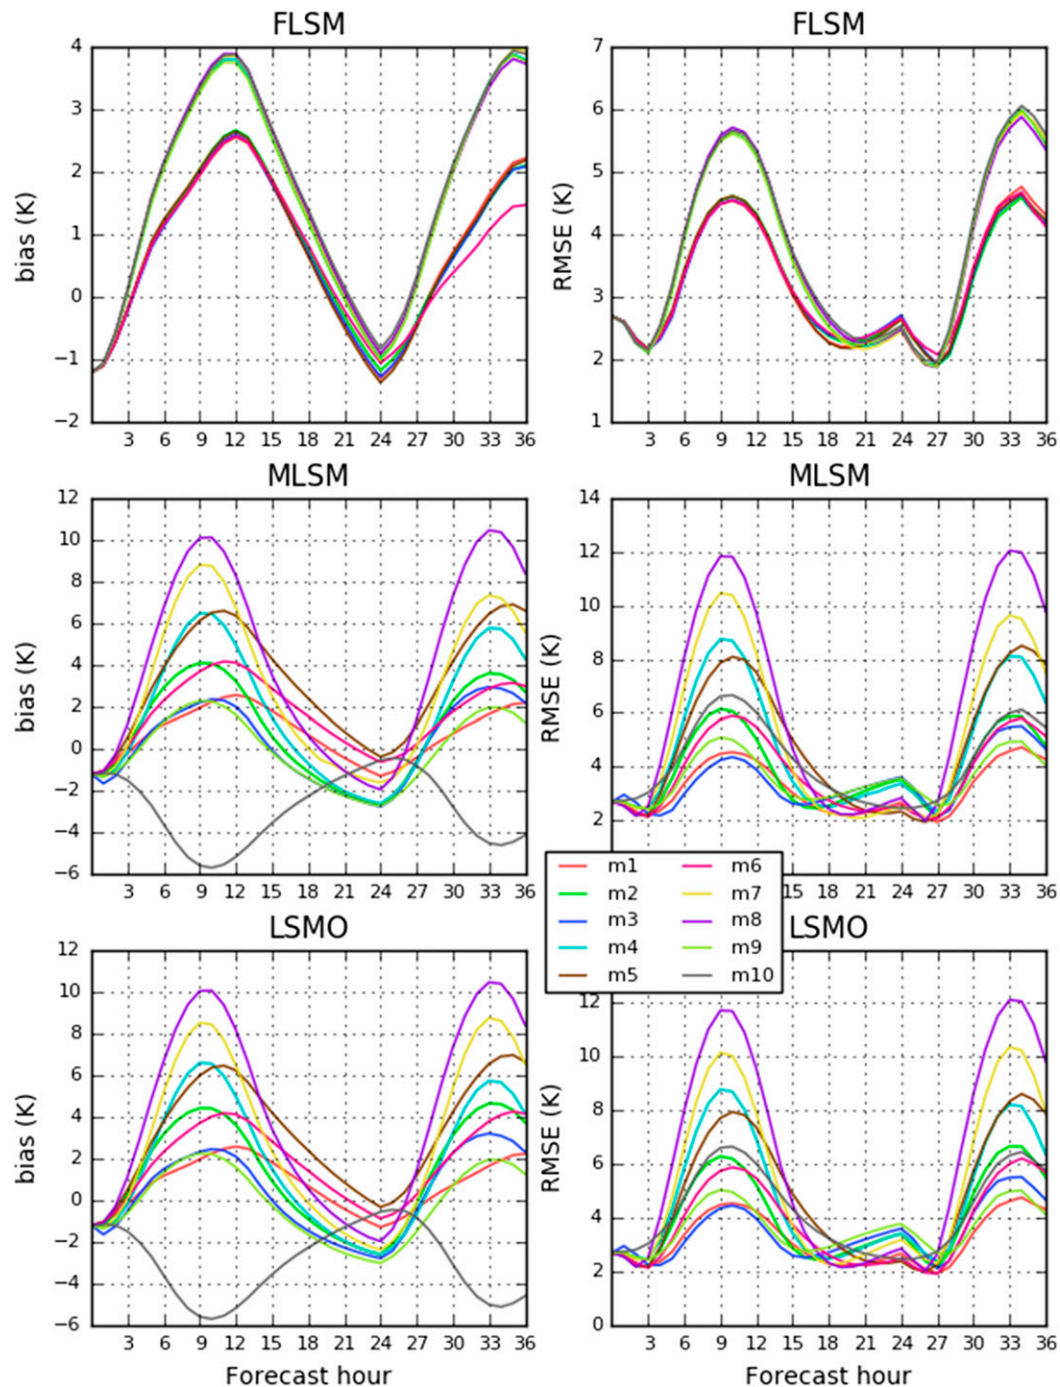 FLSM FLSM
4 7
3 6
2 5
1 4
0 3
−1 2
−2 1
bias (K) RMSE (K)
3 6 9 12 15 18 21 24 27 30 33 36 3 6 9 12 15 18 21 24 27 30 33 36
MLSM MLSM
12 14
10 12
8 10
6 8
4 6
2 4
0 2
−2
−4
−6
bias (K) RMSE (K)
3 6 9 12 15 18 21 24 27 30 33 36 15 18 21 24 27 30 33 36
m1 m6
m2 m7
m3 m8
m4 m9
m5 m10
LSMO LSMO
12 12
10 10
8 8
6 6
4 4
2 2
0 0
−2
−4
−6
bias (K) RMSE (K)
3 6 9 12 15 18 21 24 27 30 33 36 3 6 9 12 15 18 21 24 27 30 33 36
Forecast hour Forecast hour